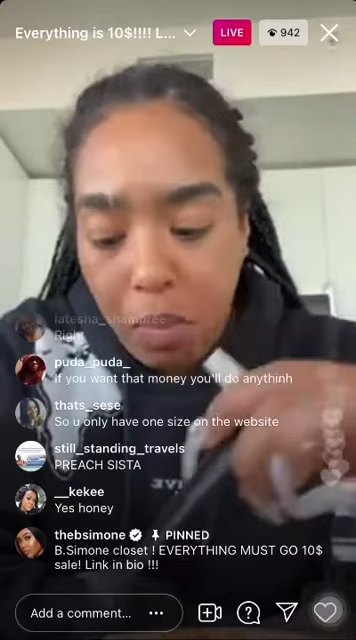 Everything is 10$!!!! L...
LIVE
942
latesha_shamplee
Right
puda_puda_
If you want that money you'll do anythinh
thats_sese
So u only have one size on the website
still_standing_travels
PREACH SISTA
__kekee
Yes honey
thebsimone PINNED
B.Simone closet ! EVERYTHING MUST GO 10$
sale! Link in bio !!!
Add a comment...